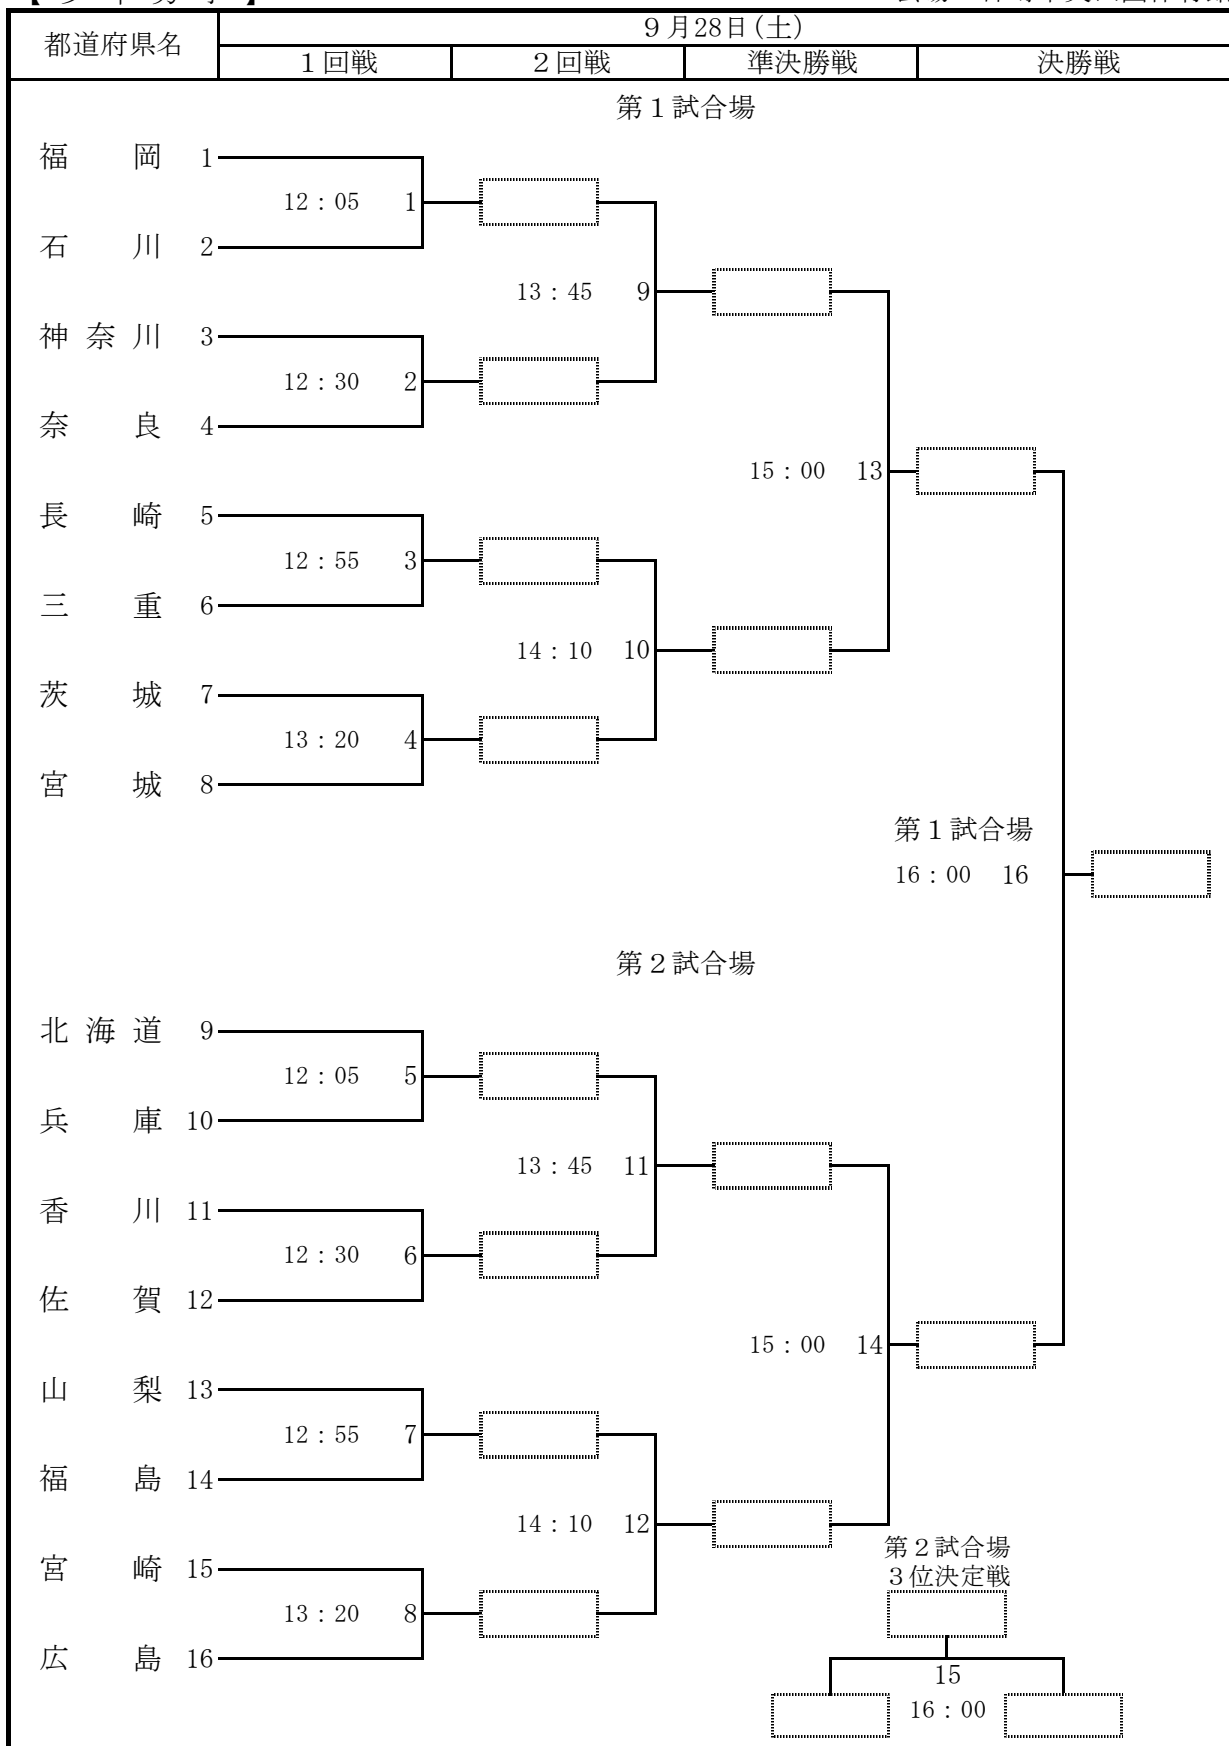 都道府県名
９月28日(土)
１回戦 ２回戦 準決勝戦 決勝戦
第１試合場
福岡 1
12：05 1
石川 2
13：45 9
神奈川 3
12：30 2
奈良 4
15：00 13
長崎 5
12：55 3
三重 6
14：10 10
茨城 7
13：20 4
宮城 8
第１試合場
16：00 16
第２試合場
北海道 9
12：05 5
兵庫 10
13：45 11
香川 11
12：30 6
佐賀 12
15：00 14
山梨 13
12：55 7
福島 14
14：10 12
宮崎 15
13：20 8
広島 16
第２試合場
３位決定戦
15
16：00